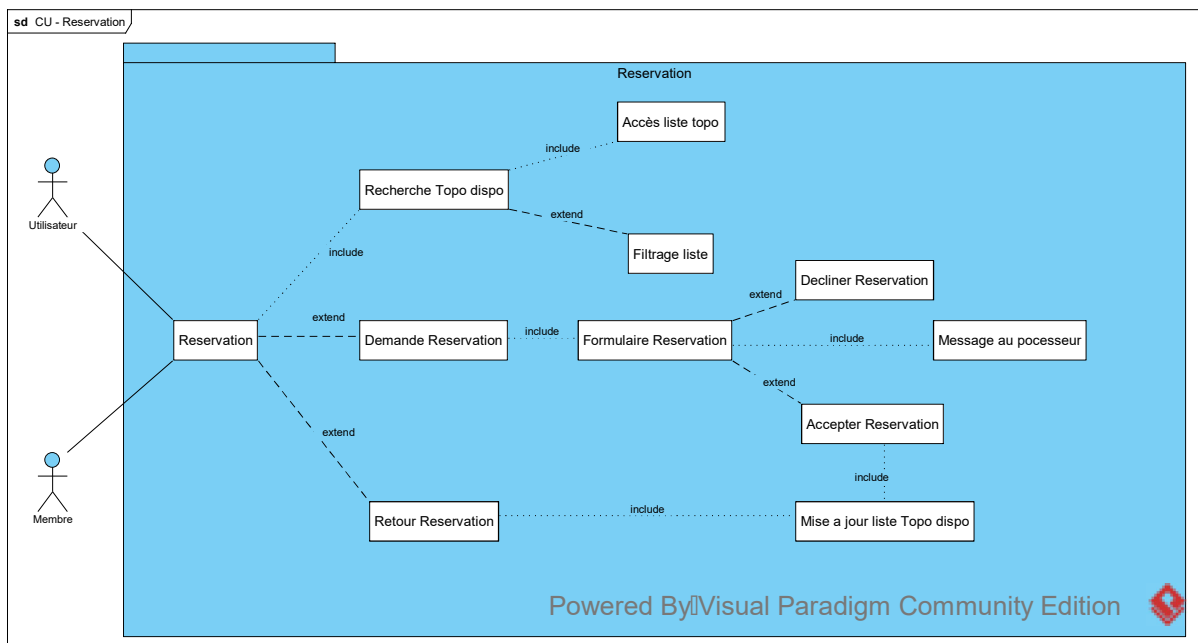 sd CU - Reservation
Reservation
Accès liste topo
include
Recherche Topo dispo
extend
Utilisateur
include
Filtrage liste
Decliner Reservation
extend
extend
Reservation
Demande Reservation
include
Formulaire Reservation
include
Message au pocesseur
extend
Accepter Reservation
extend
include
Membre
Retour Reservation
include
Mise a jour liste Topo dispo
Powered By Visual Paradigm Community Edition